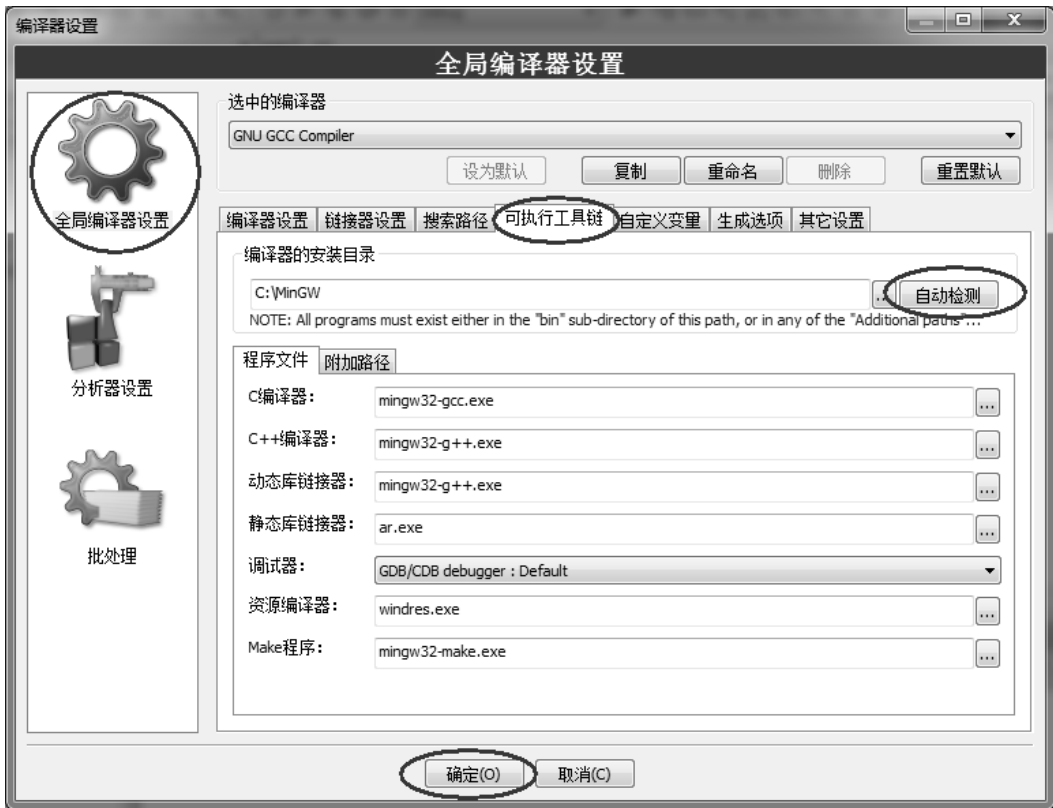 编译器设置
全局编译器设置
全局编译器设置
分析器设置
批处理
选中的编译器
GNU GCC Compiler
设为默认 复制 重命名 删除 重置默认
编译器设置 链接器设置 搜索路径 可执行工具链 自定义变量 生成选项 其它设置
编译器的安装目录
C:\MinGW ... 自动检测
NOTE: All programs must exist either in the "bin" sub-directory of this path, or in any of the "Additional paths"...
程序文件 附加路径
C编译器: mingw32-gcc.exe ...
C++编译器: mingw32-g++.exe ...
动态库链接器: mingw32-g++.exe ...
静态库链接器: ar.exe ...
调试器: GDB/CDB debugger : Default
资源编译器: windres.exe ...
Make程序: mingw32-make.exe ...
确定(O) 取消(C)